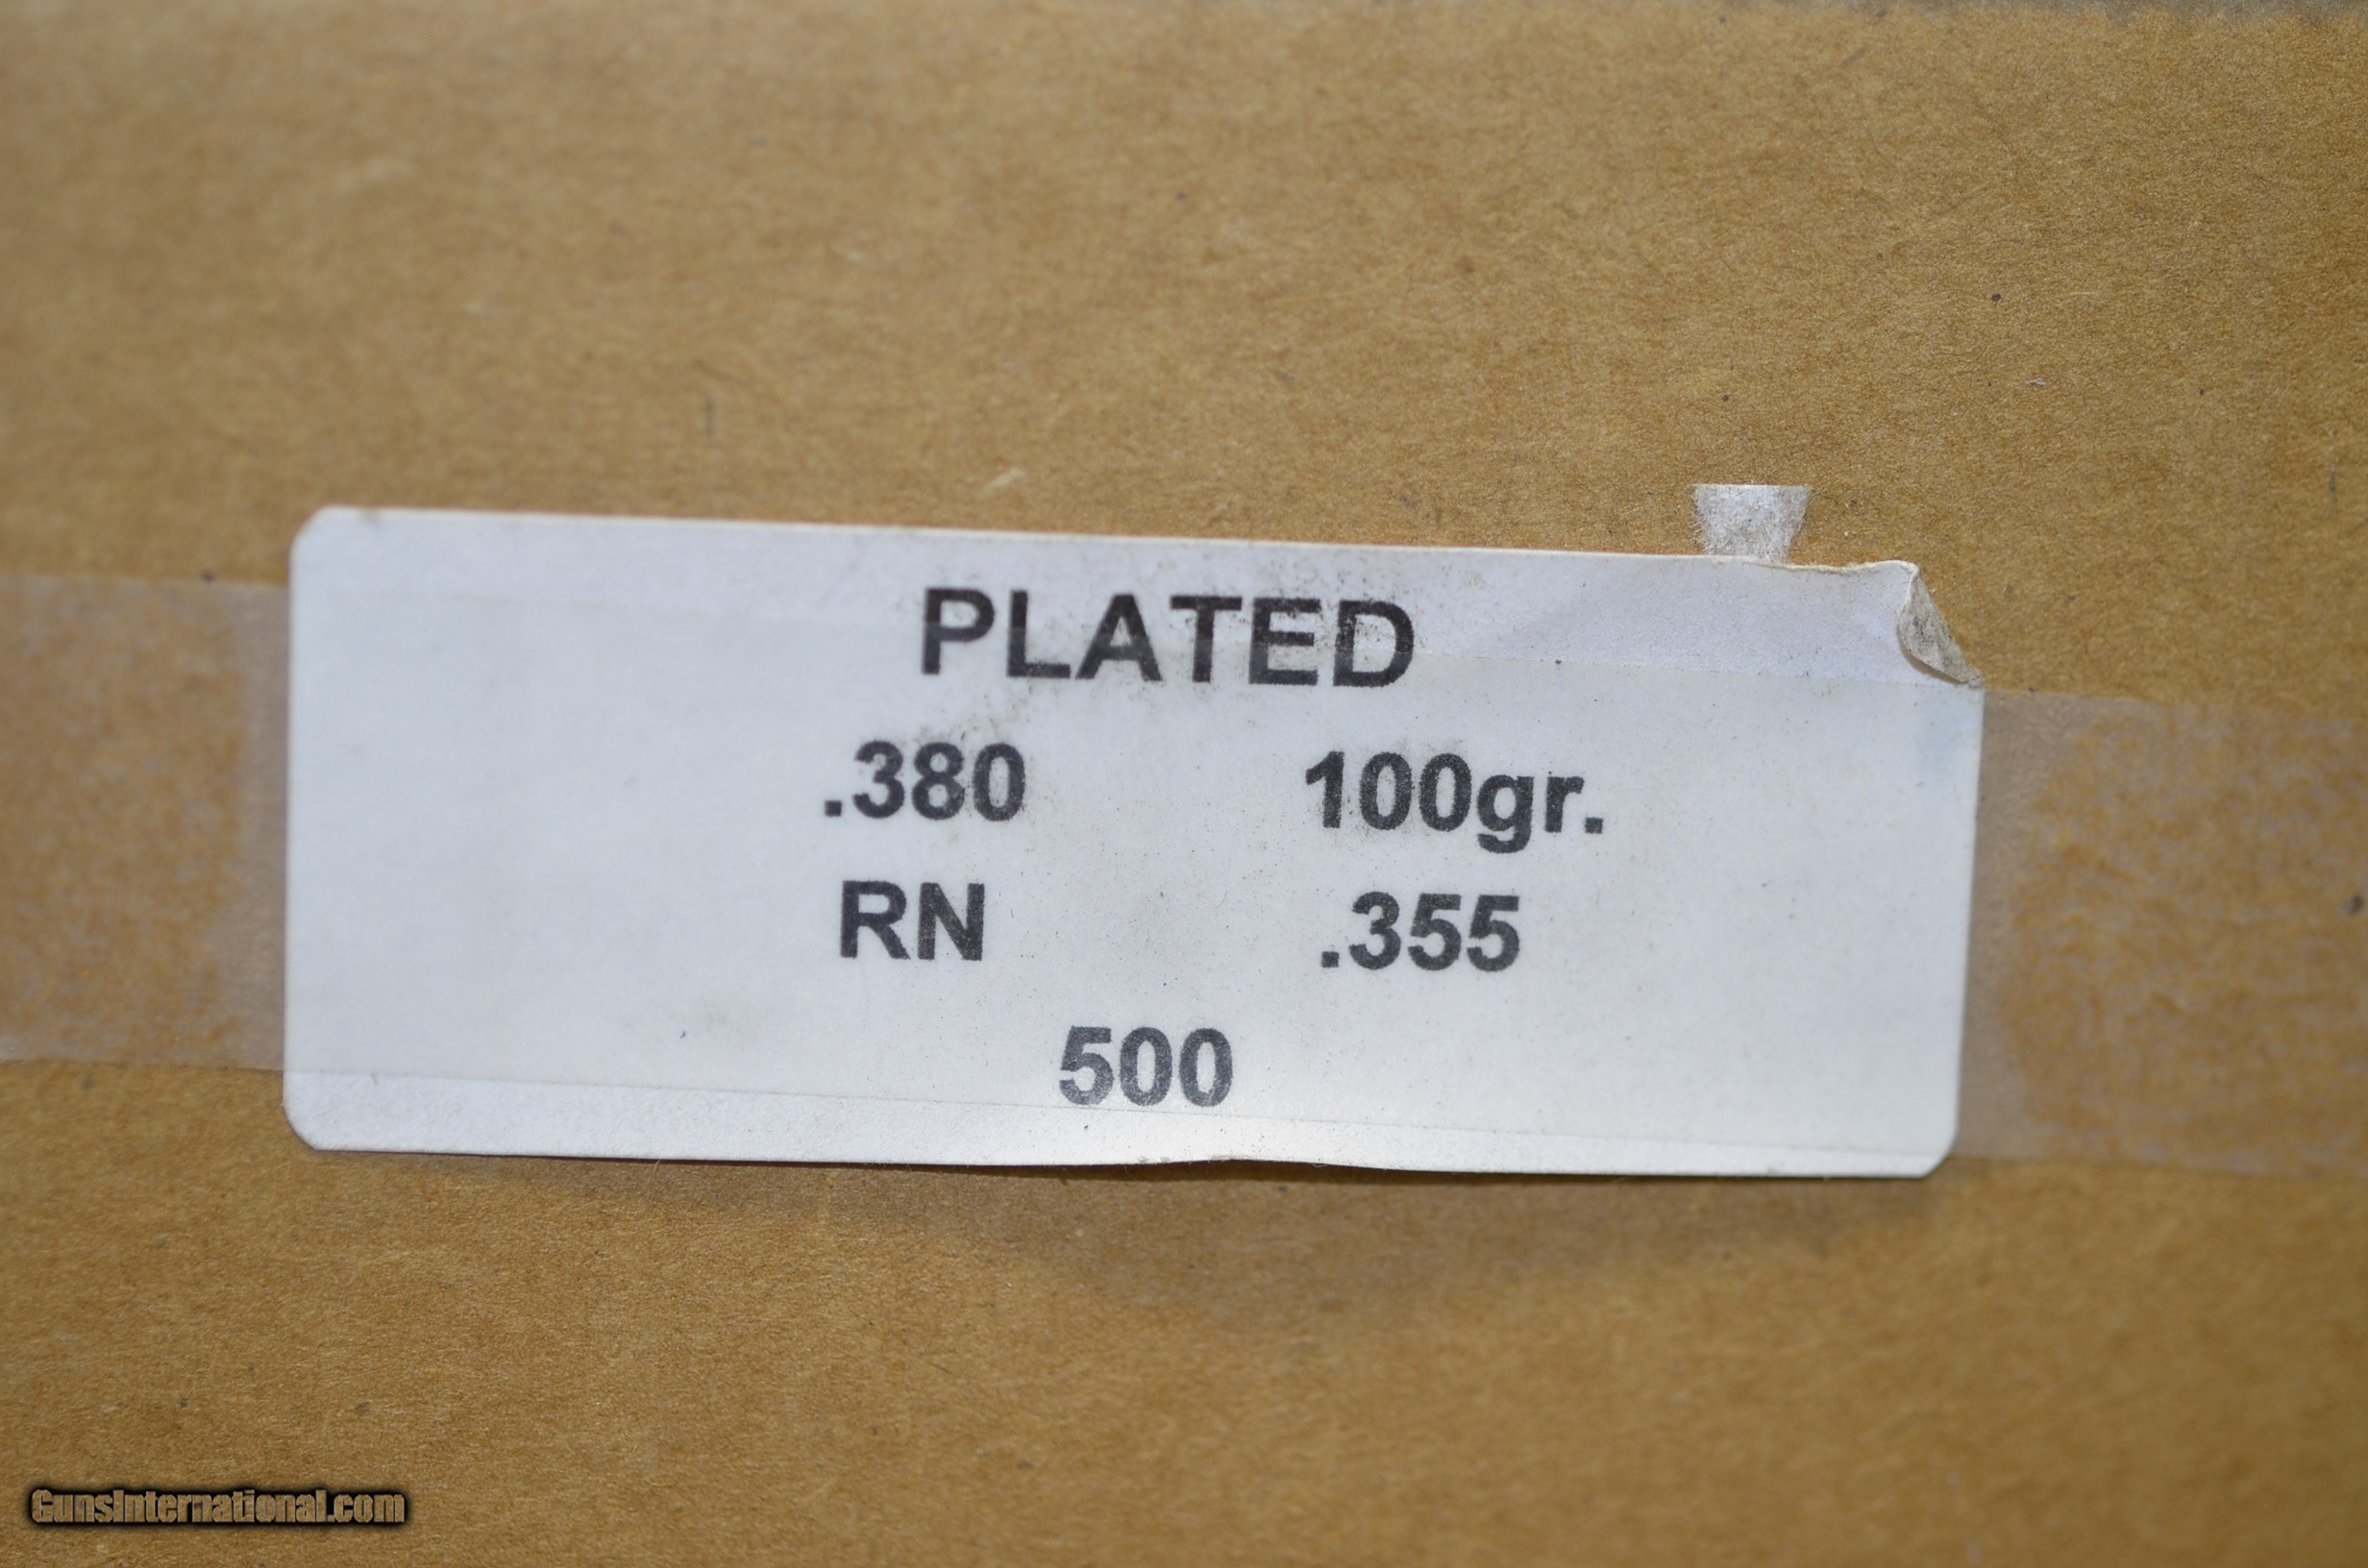 PLATED
.380 100gr.
RN .355
500
GunsInternational.com